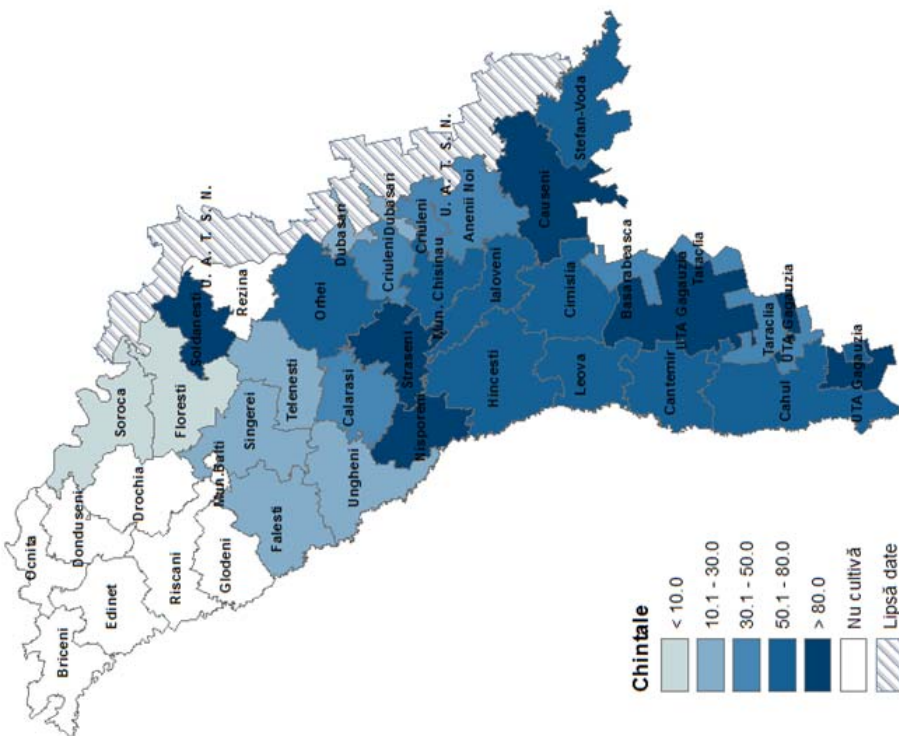 Briceni
Ocnita
Edinet
Donduseni
Riscani
Drochia
Glodeni
Soroca
Floresti
Mun.Balti
Falesti
Singerei
Soldanesti
U. A. T. S. N.
Rezina
Telenesti
Ungheni
Calarasi
Orhei
Dubasari
Criuleni
Dubasari
Criuleni
Nisporeni
Straseni
Mun. Chisinau
U. A. T. S. N.
Anenii Noi
Hincesti
Ialoveni
Causeni
Stefan-Voda
Leova
Cimislia
Basarabeasca
Cantemir
UTA Gagauzia
Taraclia
Cahul
Taraclia
UTA Gagauzia
UTA Gagauzia
Chintale
< 10.0
10.1 - 30.0
30.1 - 50.0
50.1 - 80.0
> 80.0
Nu cultivă
Lipsă date